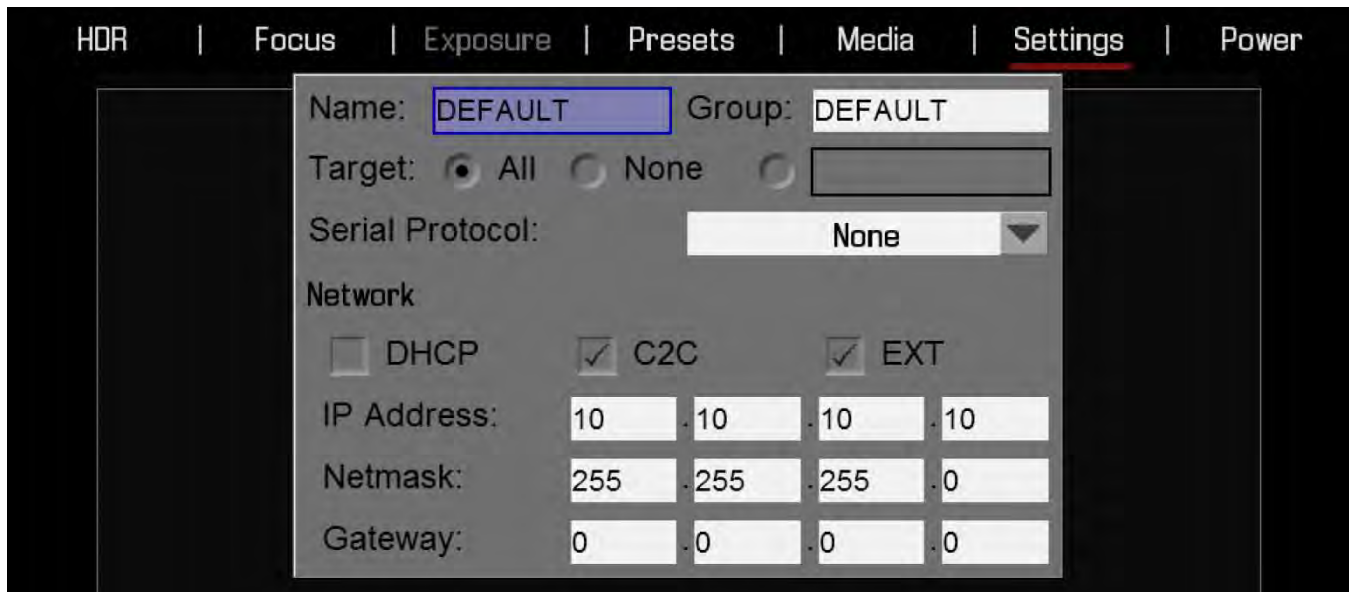 HDR | Focus | Exposure | Presets | Media | Settings | Power
Name: DEFAULT Group: DEFAULT
Target: All None
Serial Protocol: None
Network
DHCP C2C EXT
IP Address: 10 . 10 . 10 . 10
Netmask: 255 . 255 . 255 . 0
Gateway: 0 . 0 . 0 . 0